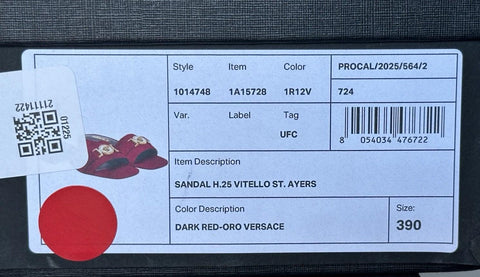 Style Item Color PROCAL/2025/564/2
1014748 1A15728 1R12V 724
Var. Label Tag
UFC
8 054034 476722
Item Description
SANDAL H.25 VITELLO ST. AYERS
Color Description Size:
DARK RED-ORO VERSACE 390
01225
21111422